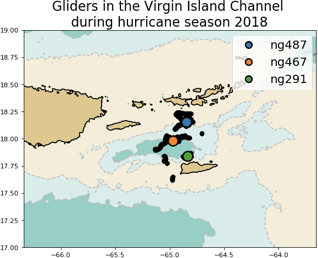 Gliders in the Virgin Island Channel
during hurricane season 2018
ng487
ng467
ng291
19.00
18.75
18.50
18.25
18.00
17.75
17.50
17.25
17.00
−66.0
−65.5
−65.0
−64.5
−64.0